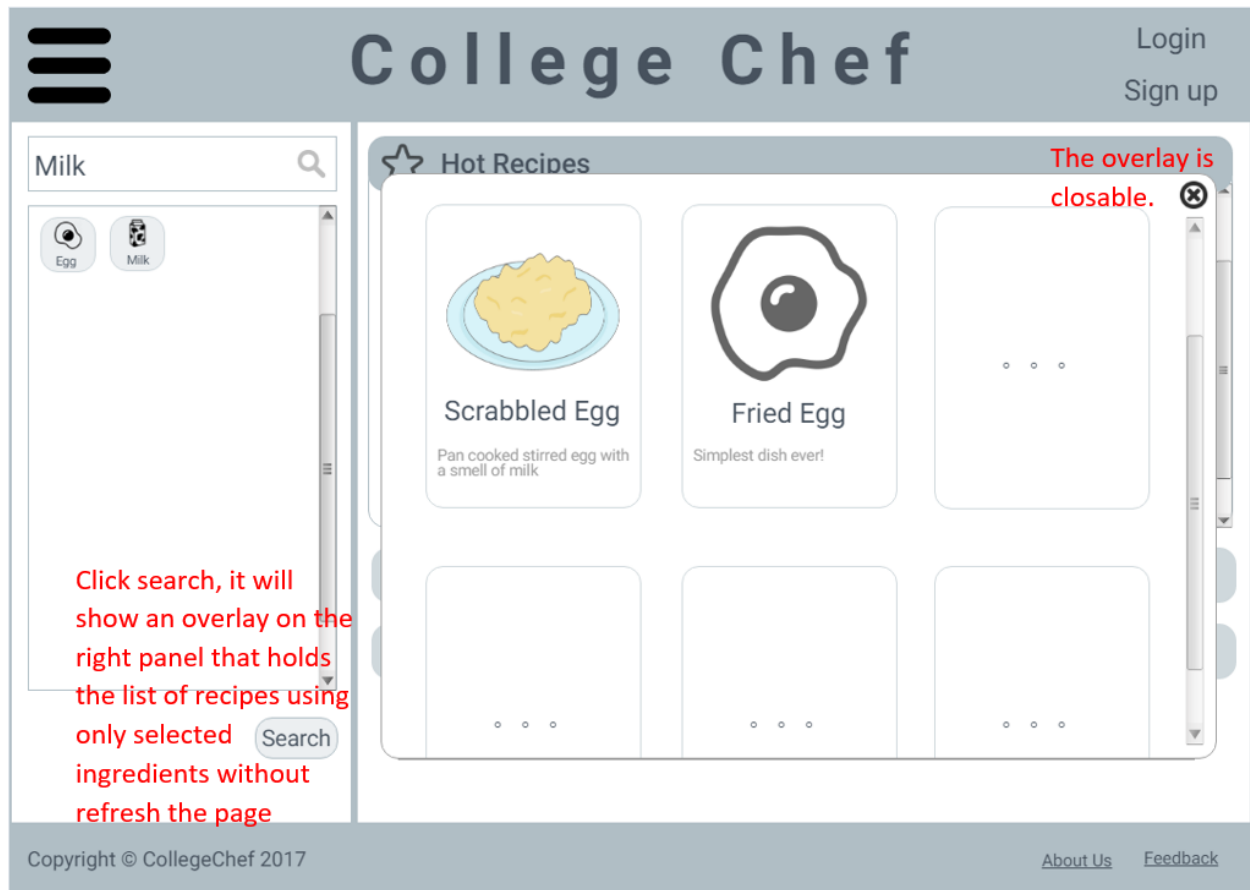 College Chef
Login
Sign up
Milk
Egg
Milk
Click search, it will
show an overlay on the
right panel that holds
the list of recipes using
only selected
ingredients without
refresh the page
Search
Hot Recipes
The overlay is
closable.
Scrabbled Egg
Pan cooked stirred egg with
a smell of milk
Fried Egg
Simplest dish ever!
Copyright © CollegeChef 2017
About Us
Feedback